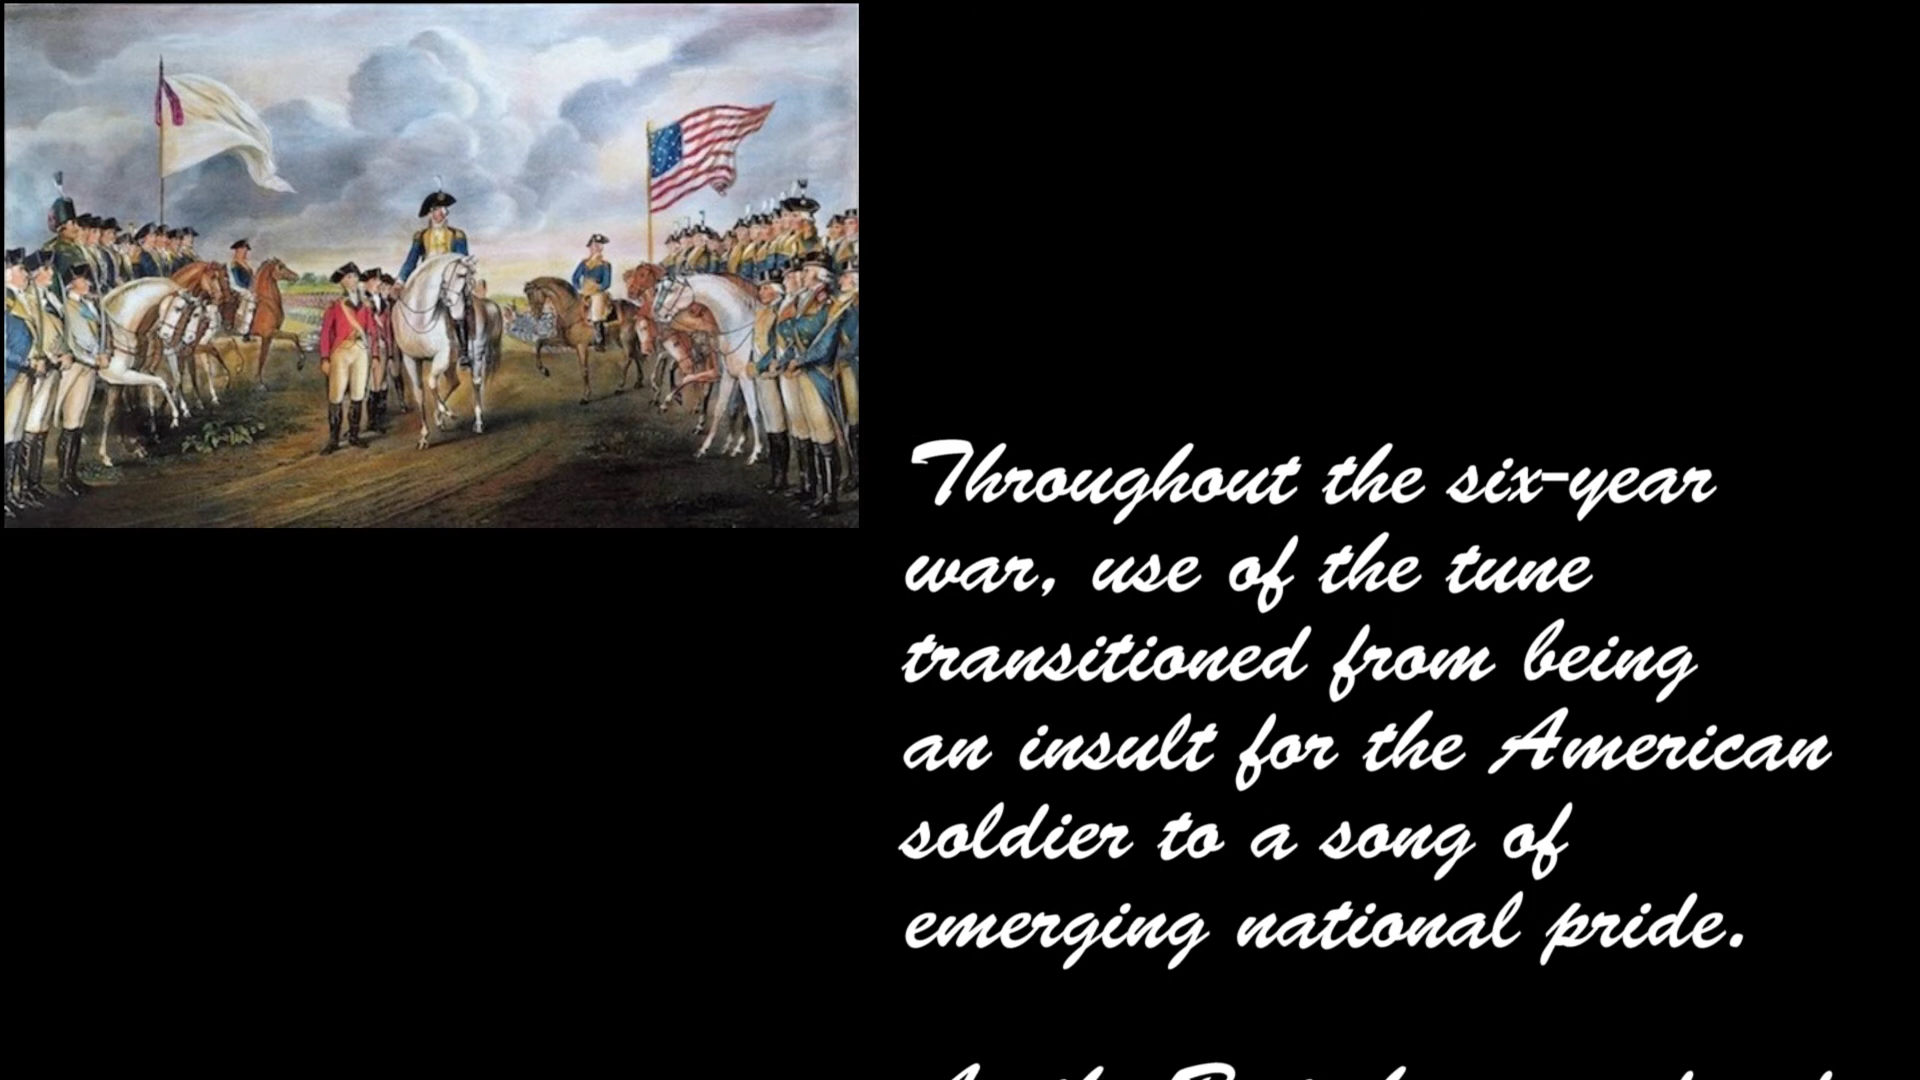 Throughout the six-year
war, use of the tune
transitioned from being
an insult for the American
soldier to a song of
emerging national pride.